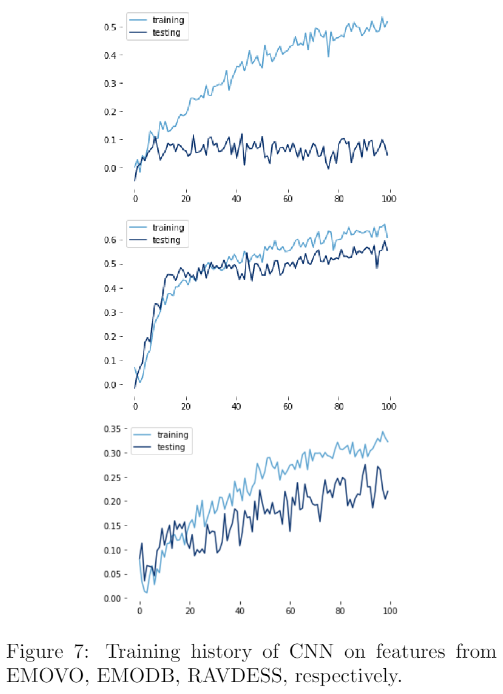 training
testing
0.5
0.4
0.3
0.2
0.1
0.0
0 20 40 60 80 100
training
testing
0.6
0.5
0.4
0.3
0.2
0.1
0.0
0 20 40 60 80 100
training
testing
0.35
0.30
0.25
0.20
0.15
0.10
0.05
0.00
0 20 40 60 80 100
Figure 7: Training history of CNN on features from
EMOVO, EMODB, RAVDESS, respectively.